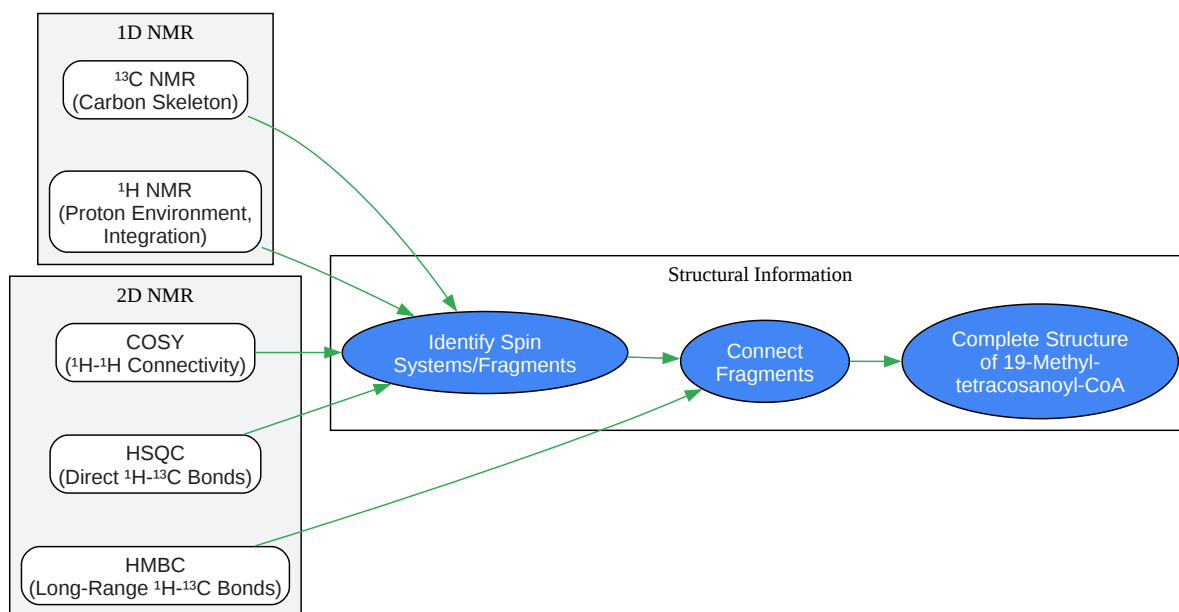 1D NMR
¹³C NMR
(Carbon Skeleton)
¹H NMR
(Proton Environment,
Integration)
2D NMR
COSY
(¹H-¹H Connectivity)
HSQC
(Direct ¹H-¹³C Bonds)
HMBC
(Long-Range ¹H-¹³C Bonds)
Structural Information
Identify Spin
Systems/Fragments
Connect
Fragments
Complete Structure
of 19-Methyl-
tetracosanoyl-CoA